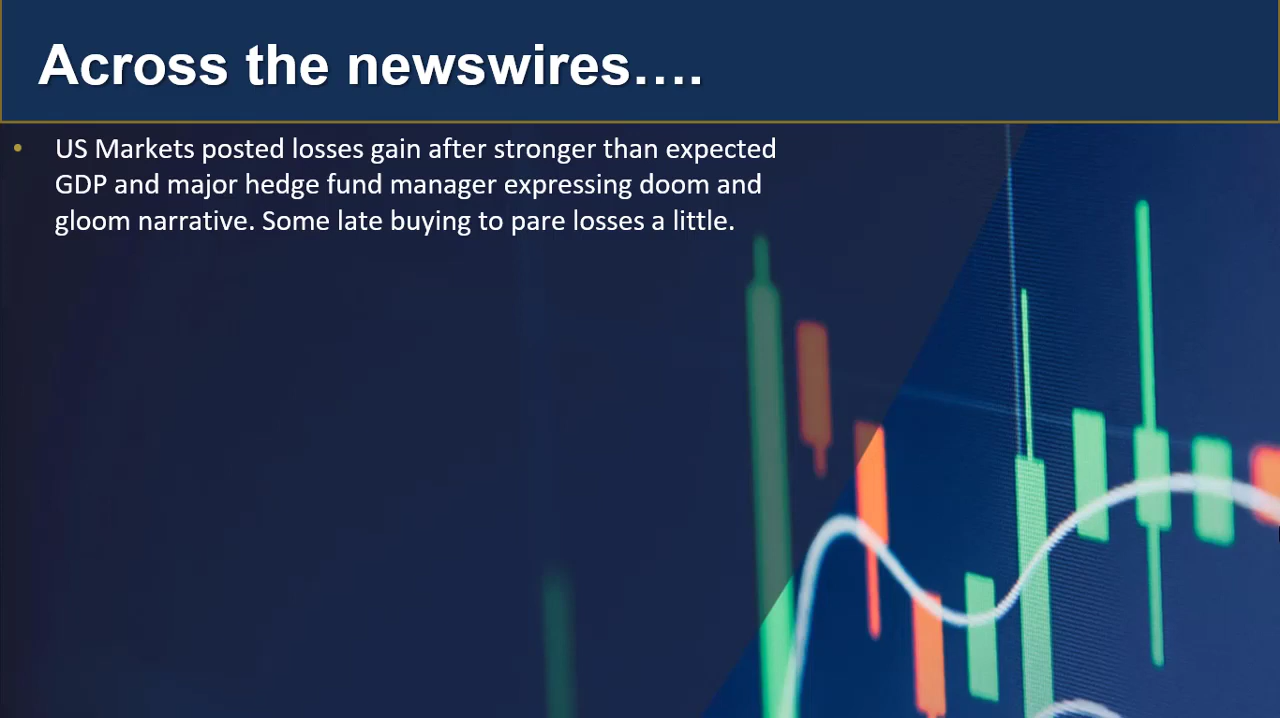 Across the newswires….
• US Markets posted losses gain after stronger than expected
GDP and major hedge fund manager expressing doom and
gloom narrative. Some late buying to pare losses a little.